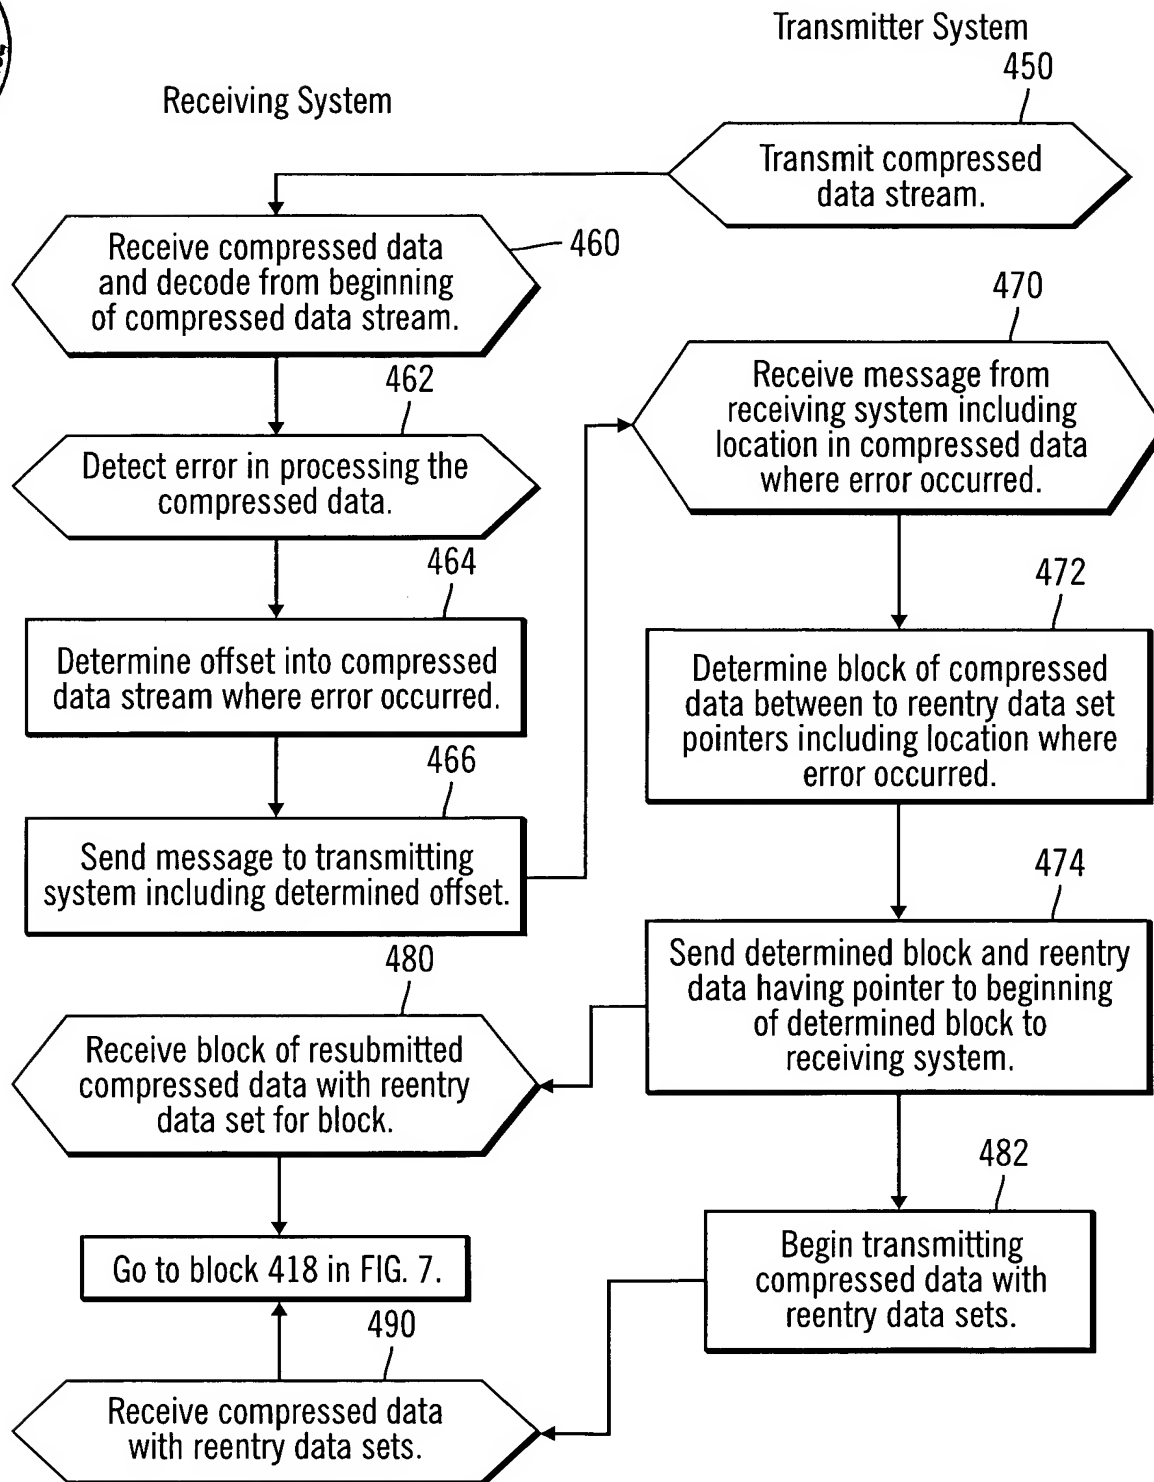 Transmitter System
450
Receiving System
Transmit compressed
data stream.
Receive compressed data
and decode from beginning
of compressed data stream.
460
470
Receive message from
receiving system including
location in compressed data
where error occurred.
462
Detect error in processing the
compressed data.
464
472
Determine offset into compressed
data stream where error occurred.
Determine block of compressed
data between to reentry data set
pointers including location where
error occurred.
466
Send message to transmitting
system including determined offset.
474
Send determined block and reentry
data having pointer to beginning
of determined block to
receiving system.
480
Receive block of resubmitted
compressed data with reentry
data set for block.
482
Begin transmitting
compressed data with
reentry data sets.
Go to block 418 in FIG. 7.
490
Receive compressed data
with reentry data sets.